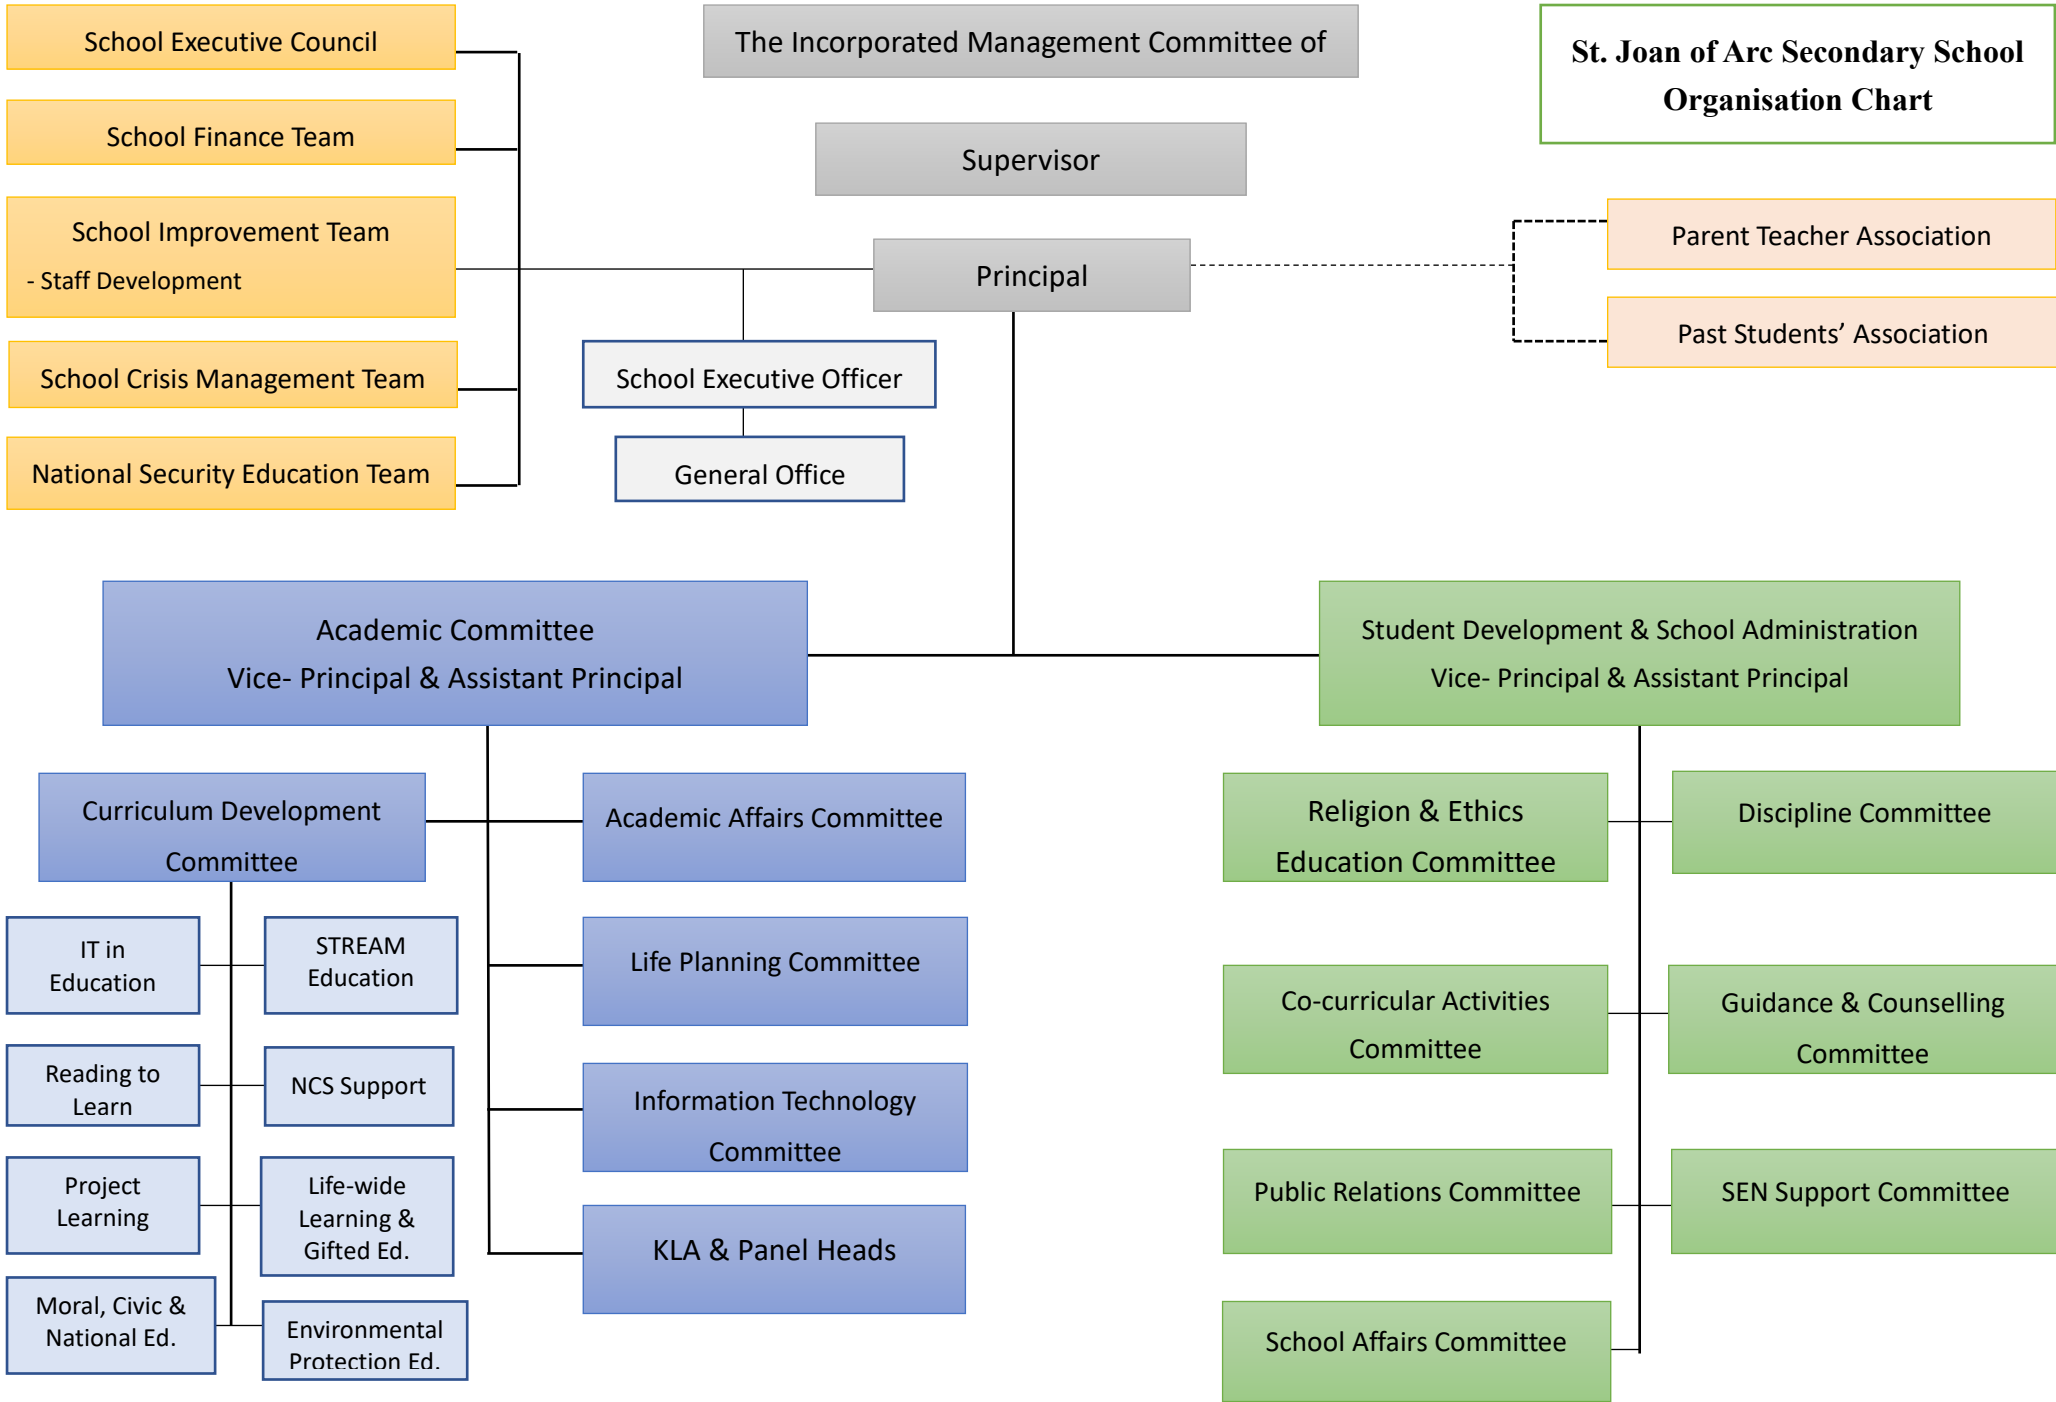 School Executive Council
The Incorporated Management Committee of
St. Joan of Arc Secondary School
Organisation Chart
School Finance Team
Supervisor
School Improvement Team
- Staff Development
Principal
Parent Teacher Association
Past Students’ Association
School Crisis Management Team
School Executive Officer
National Security Education Team
General Office
Academic Committee
Vice- Principal & Assistant Principal
Student Development & School Administration
Vice- Principal & Assistant Principal
Curriculum Development
Committee
Academic Affairs Committee
Religion & Ethics
Education Committee
Discipline Committee
IT in
Education
STREAM
Education
Life Planning Committee
Co-curricular Activities
Committee
Guidance & Counselling
Committee
Reading to
Learn
NCS Support
Information Technology
Committee
Project
Learning
Life-wide
Learning &
Gifted Ed.
Public Relations Committee
SEN Support Committee
KLA & Panel Heads
Moral, Civic &
National Ed.
Environmental
Protection Ed.
School Affairs Committee